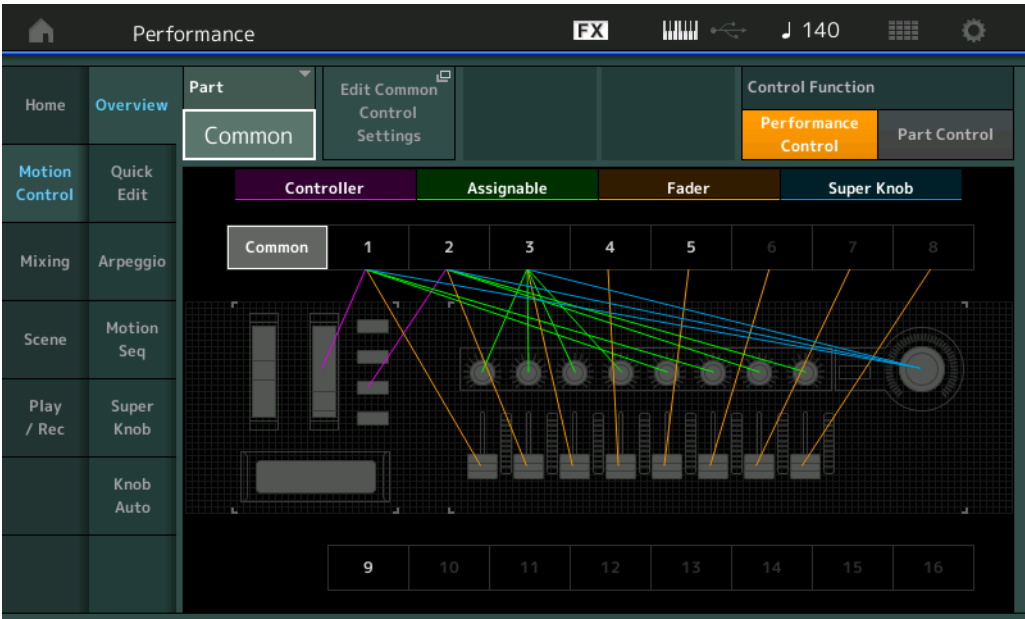 Performance
FX
♩ 140
Home
Overview
Part
Common
Edit Common
Control
Settings
Control Function
Performance
Control
Part Control
Motion
Control
Quick
Edit
Controller
Assignable
Fader
Super Knob
Mixing
Arpeggio
Common
1
2
3
4
5
6
7
8
Scene
Motion
Seq
Play
/ Rec
Super
Knob
Knob
Auto
9
10
11
12
13
14
15
16